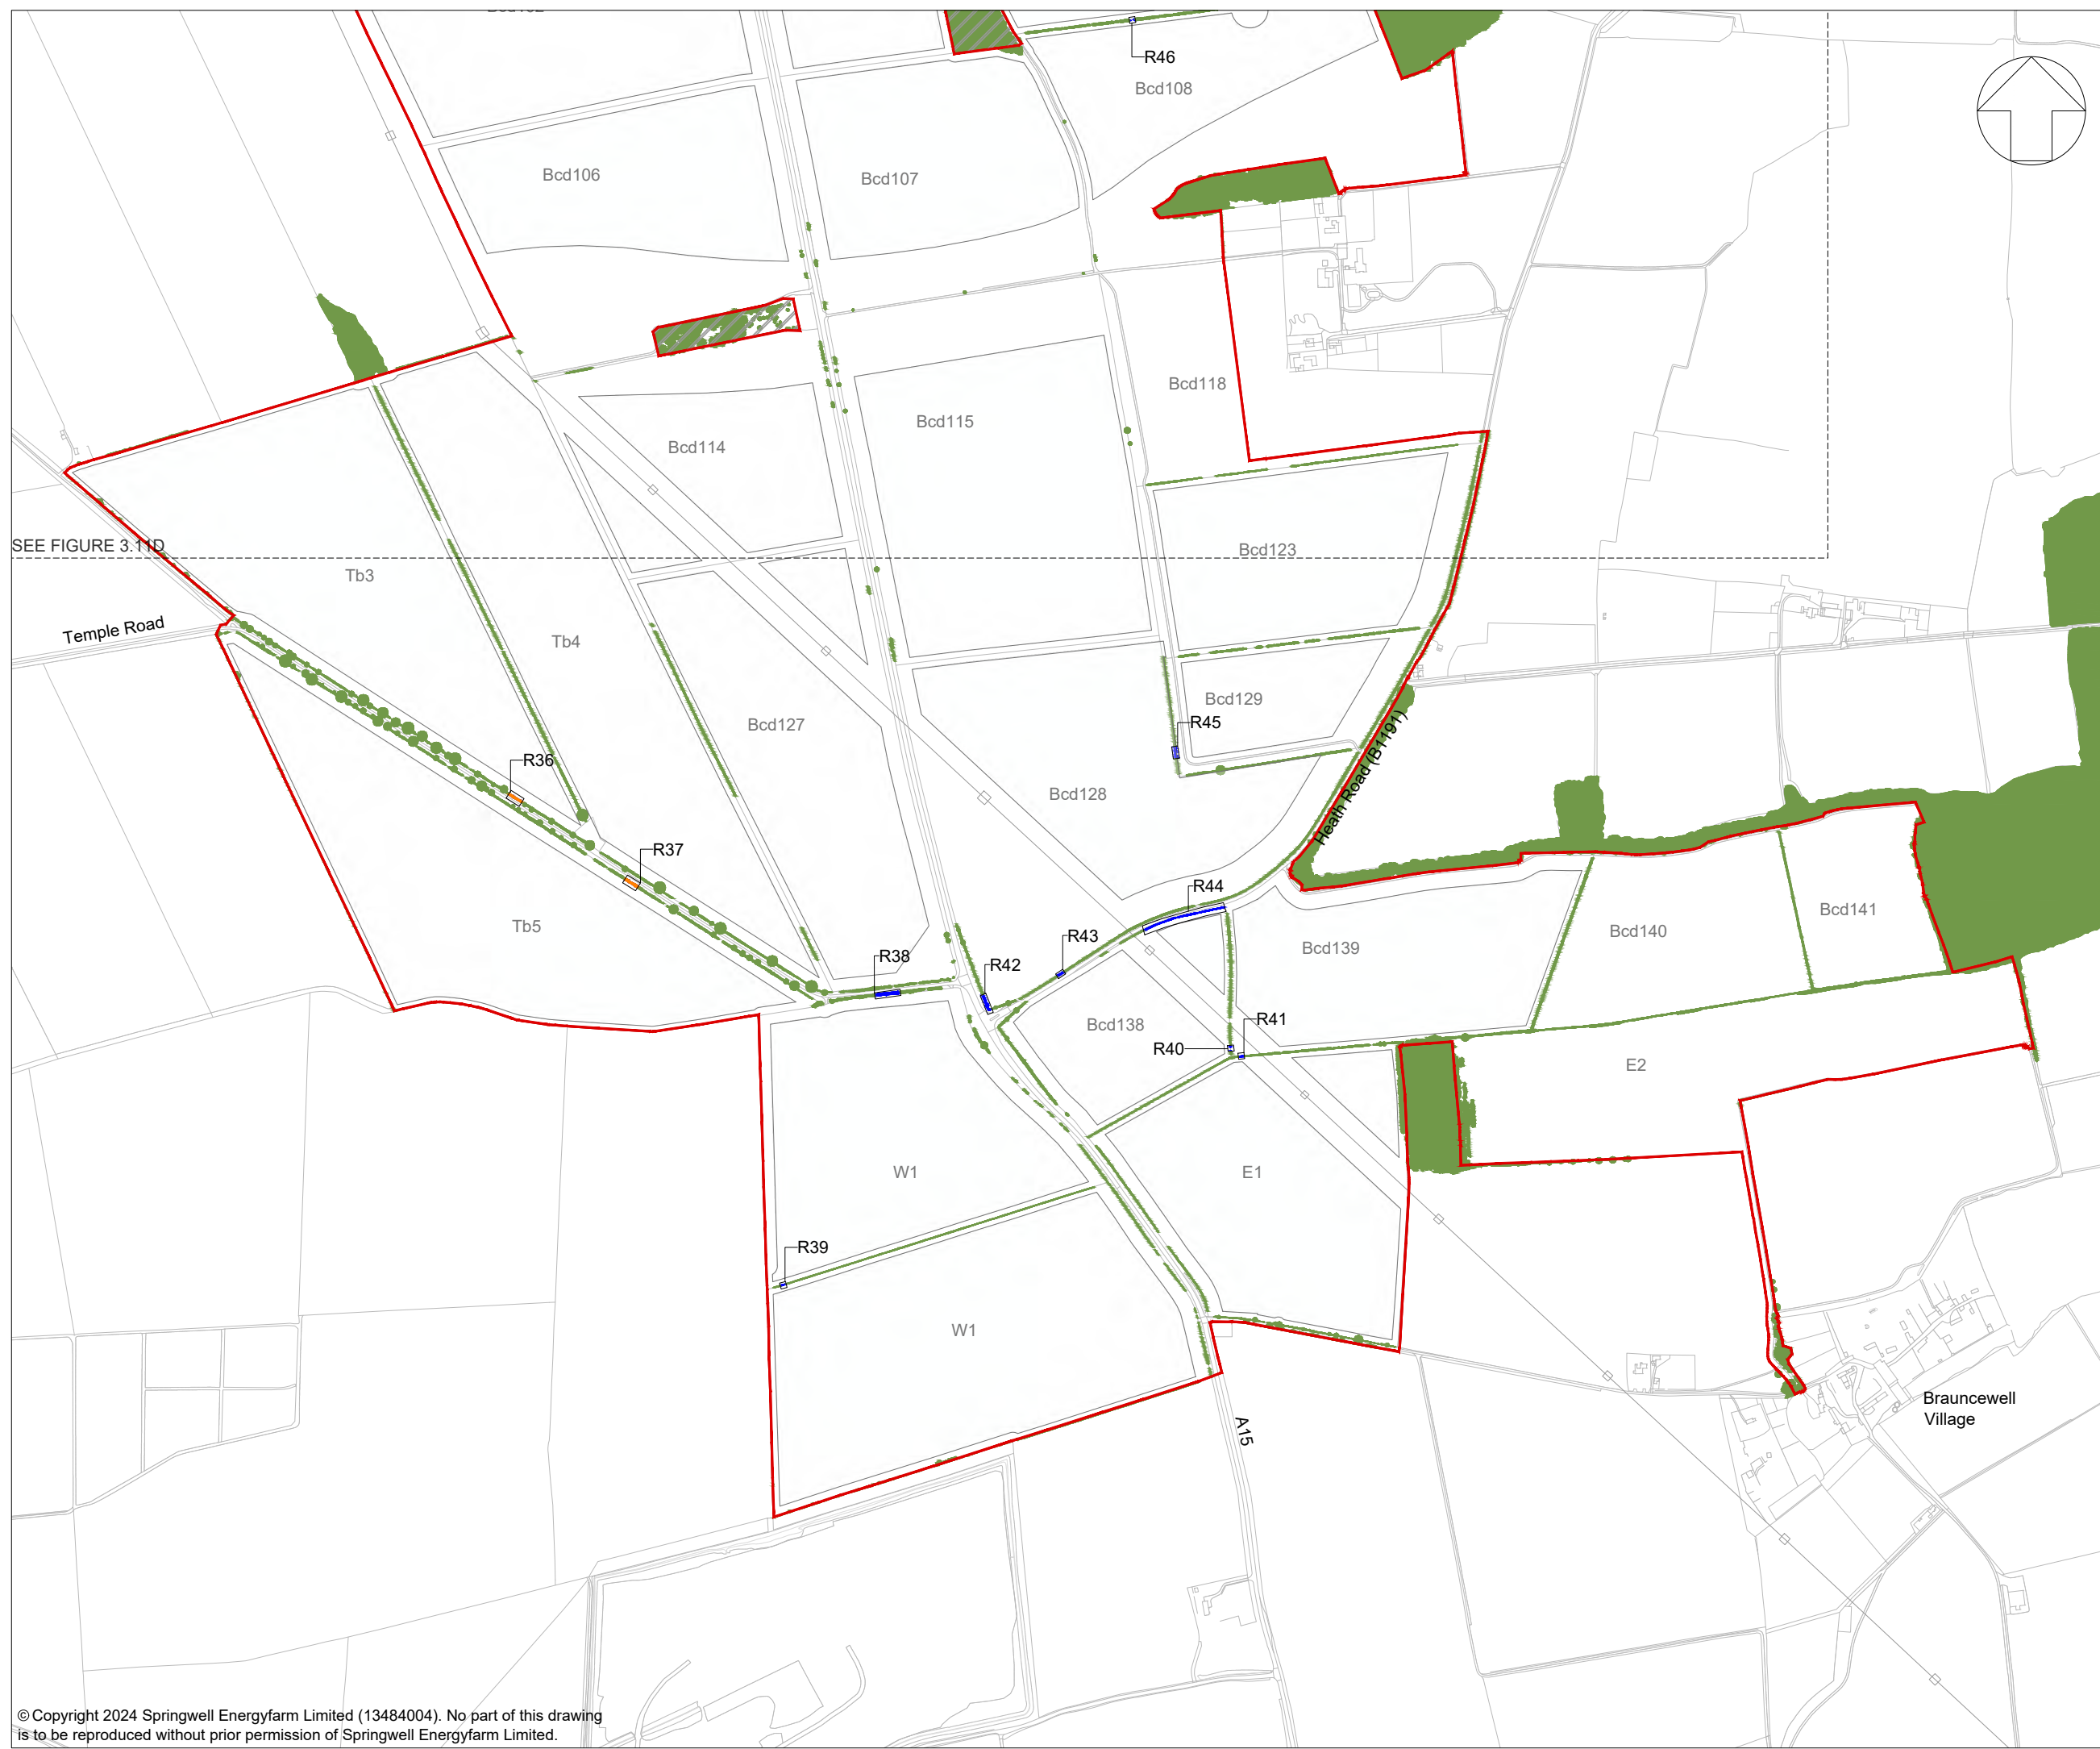 R46
Bcd108
Bcd106
Bcd107
Bcd118
Bcd115
Bcd114
SEE FIGURE 3.11D
Bcd123
Tb3
Temple Road
Tb4
Bcd129
R45
Bcd127
Heath Road (B1191)
R36
Bcd128
R37
R44
Bcd141
Tb5
Bcd140
R43
Bcd139
R38
R42
R41
Bcd138
R40
E2
W1
E1
R39
W1
Brauncewell
Village
A15
© Copyright 2024 Springwell Energyfarm Limited (13484004). No part of this drawing
is to be reproduced without prior permission of Springwell Energyfarm Limited.